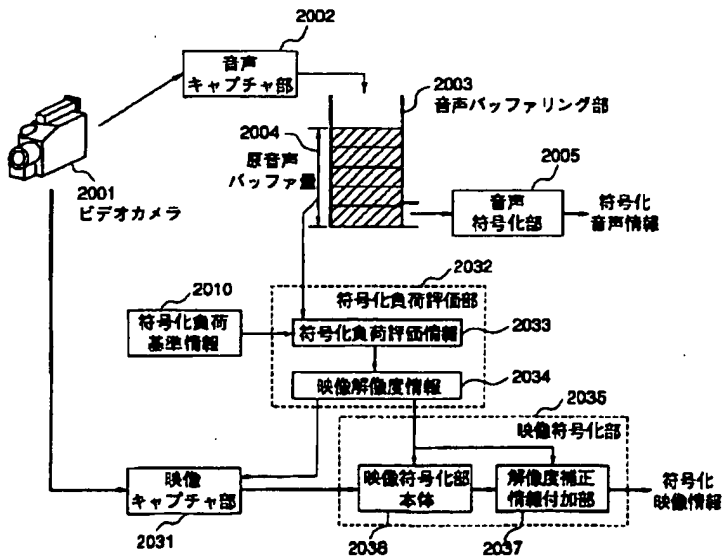 2002
音声
キャプチャ部
2003
音声バッファリング部
2004
原音声
バッファ量
2001
ビデオカメラ
2005
音声
符号化部
符号化
音声情報
2032
符号化負荷評価部
2010
符号化負荷
基準情報
符号化負荷評価情報
2033
映像解像度情報
2034
2035
映像符号化部
映像
キャプチャ部
2031
映像符号化部
本体
2036
解像度補正
情報付加部
2037
符号化
映像情報